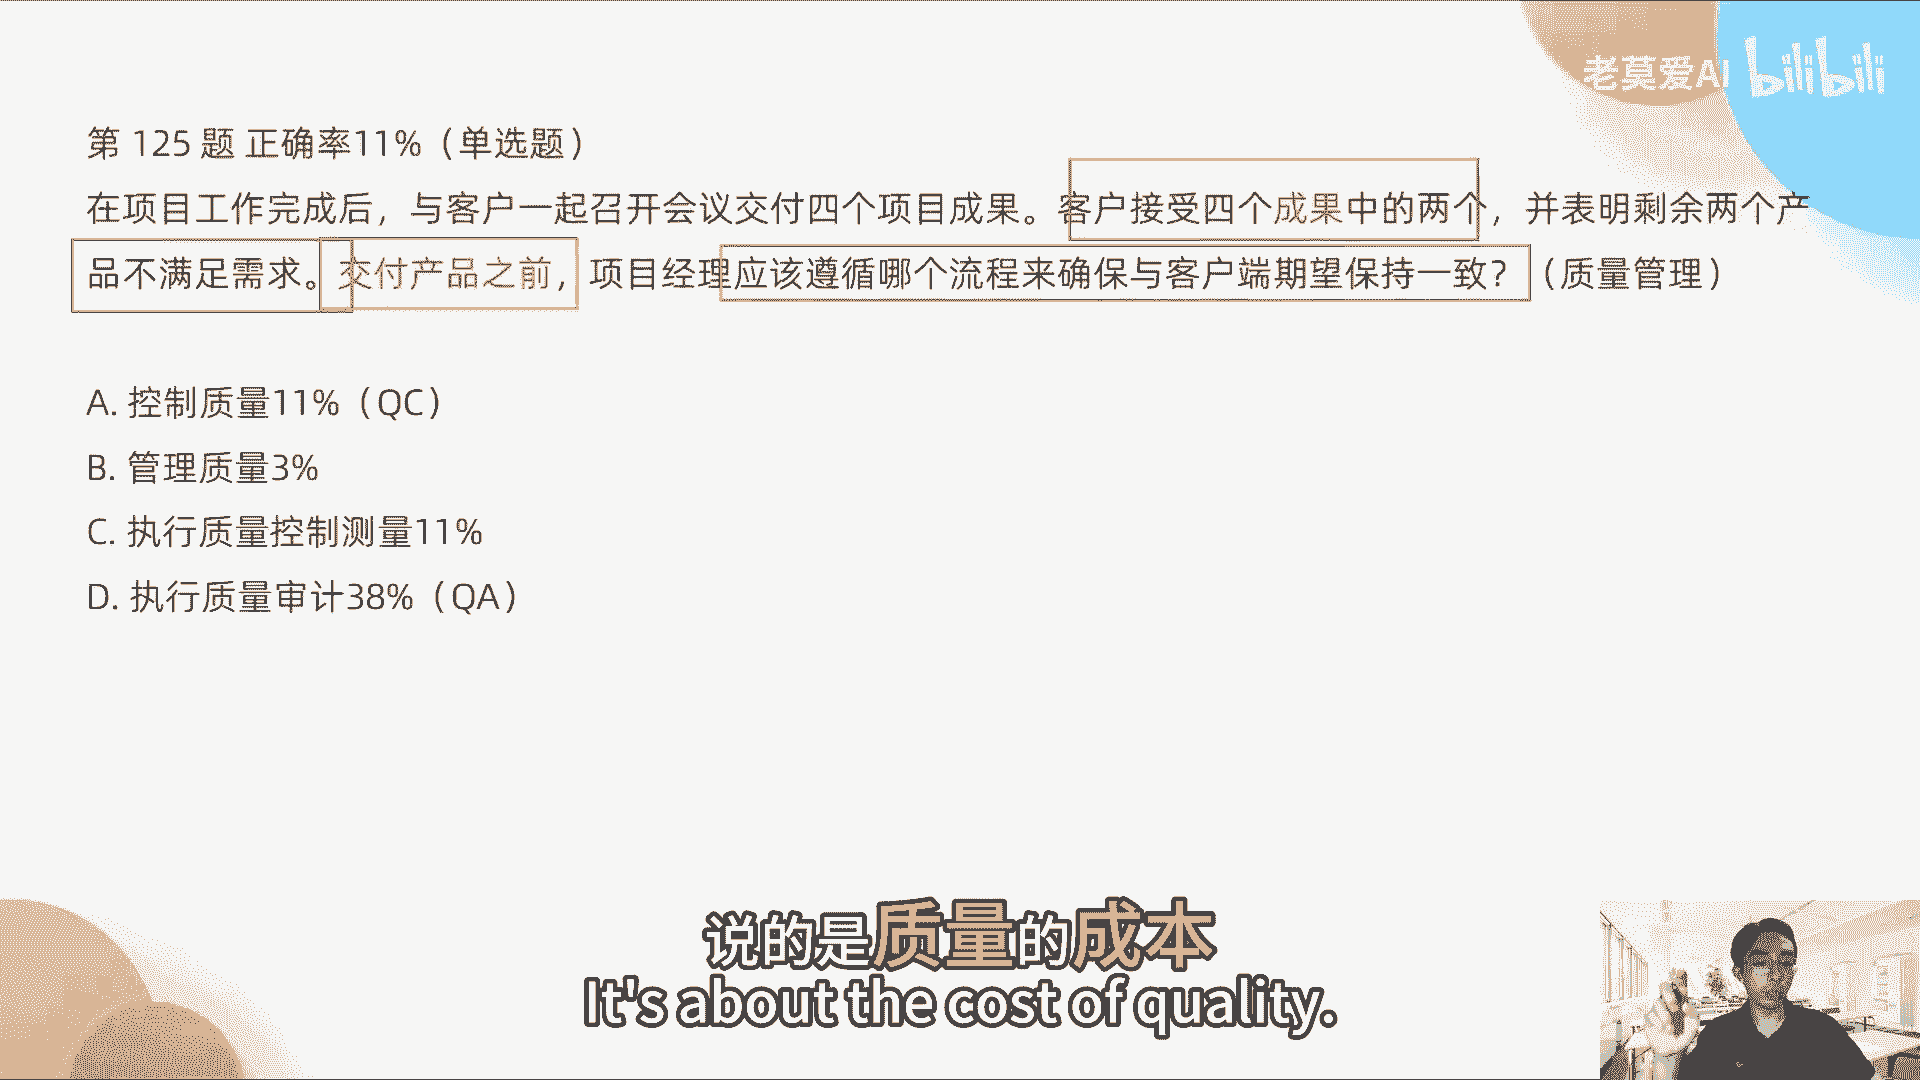 老莫爱AI bilibili
第 125 题 正确率11%（单选题）
在项目工作完成后，与客户一起召开会议交付四个项目成果。客户接受四个成果中的两个，并表明剩余两个产
品不满足需求。交付产品之前，项目经理应该遵循哪个流程来确保与客户端期望保持一致？（质量管理）
A. 控制质量11%（QC）
B. 管理质量3%
C. 执行质量控制测量11%
D. 执行质量审计38%（QA）
说的是质量的成本
It's about the cost of quality.